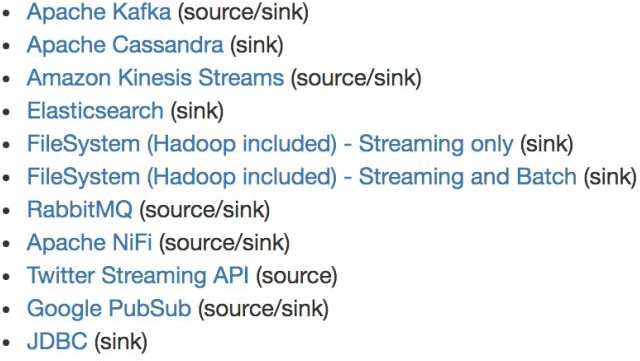 • Apache Kafka (source/sink)
• Apache Cassandra (sink)
• Amazon Kinesis Streams (source/sink)
• Elasticsearch (sink)
• FileSystem (Hadoop included) - Streaming only (sink)
• FileSystem (Hadoop included) - Streaming and Batch (sink)
• RabbitMQ (source/sink)
• Apache NiFi (source/sink)
• Twitter Streaming API (source)
• Google PubSub (source/sink)
• JDBC (sink)